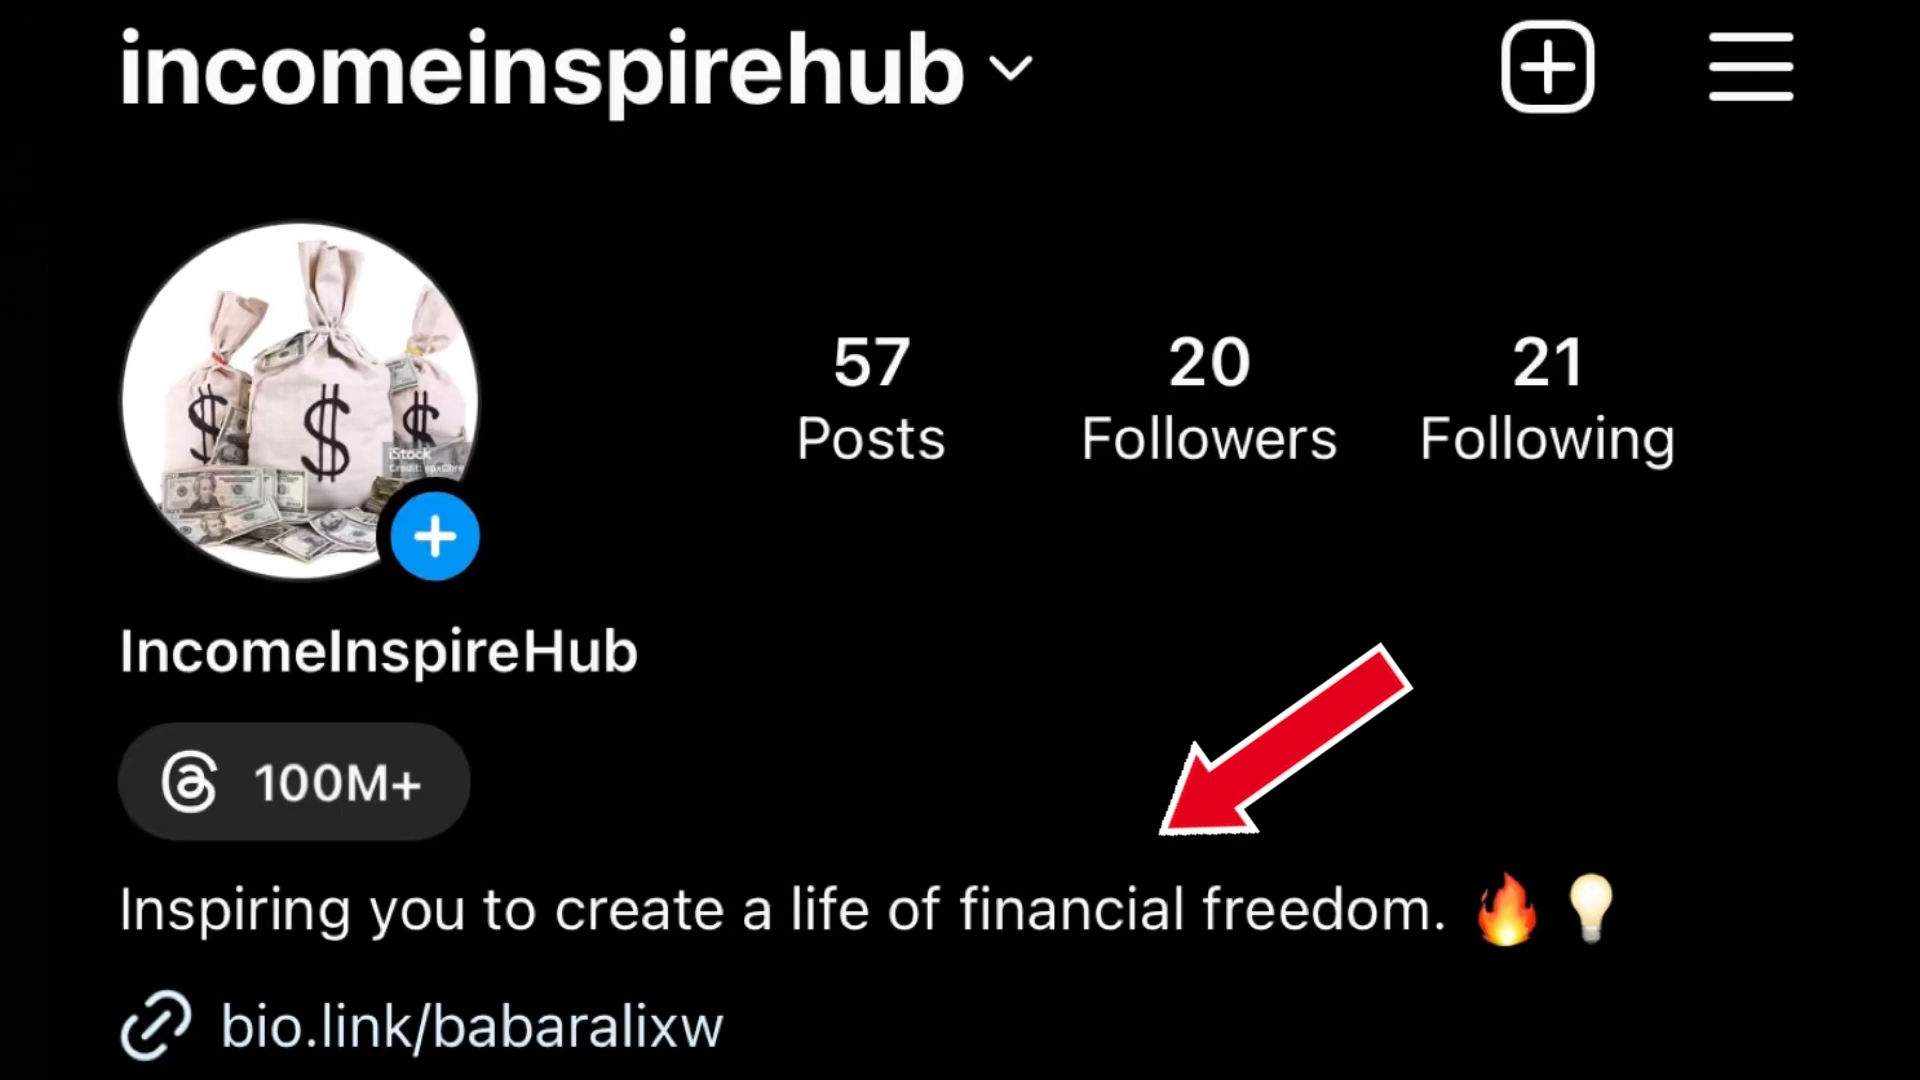 incomeinspirehub
57 20 21
Posts Followers Following
$ $ $
iStock
IncomeInspireHub
100M+
Inspiring you to create a life of financial freedom. 🔥 💡
bio.link/babaralixw